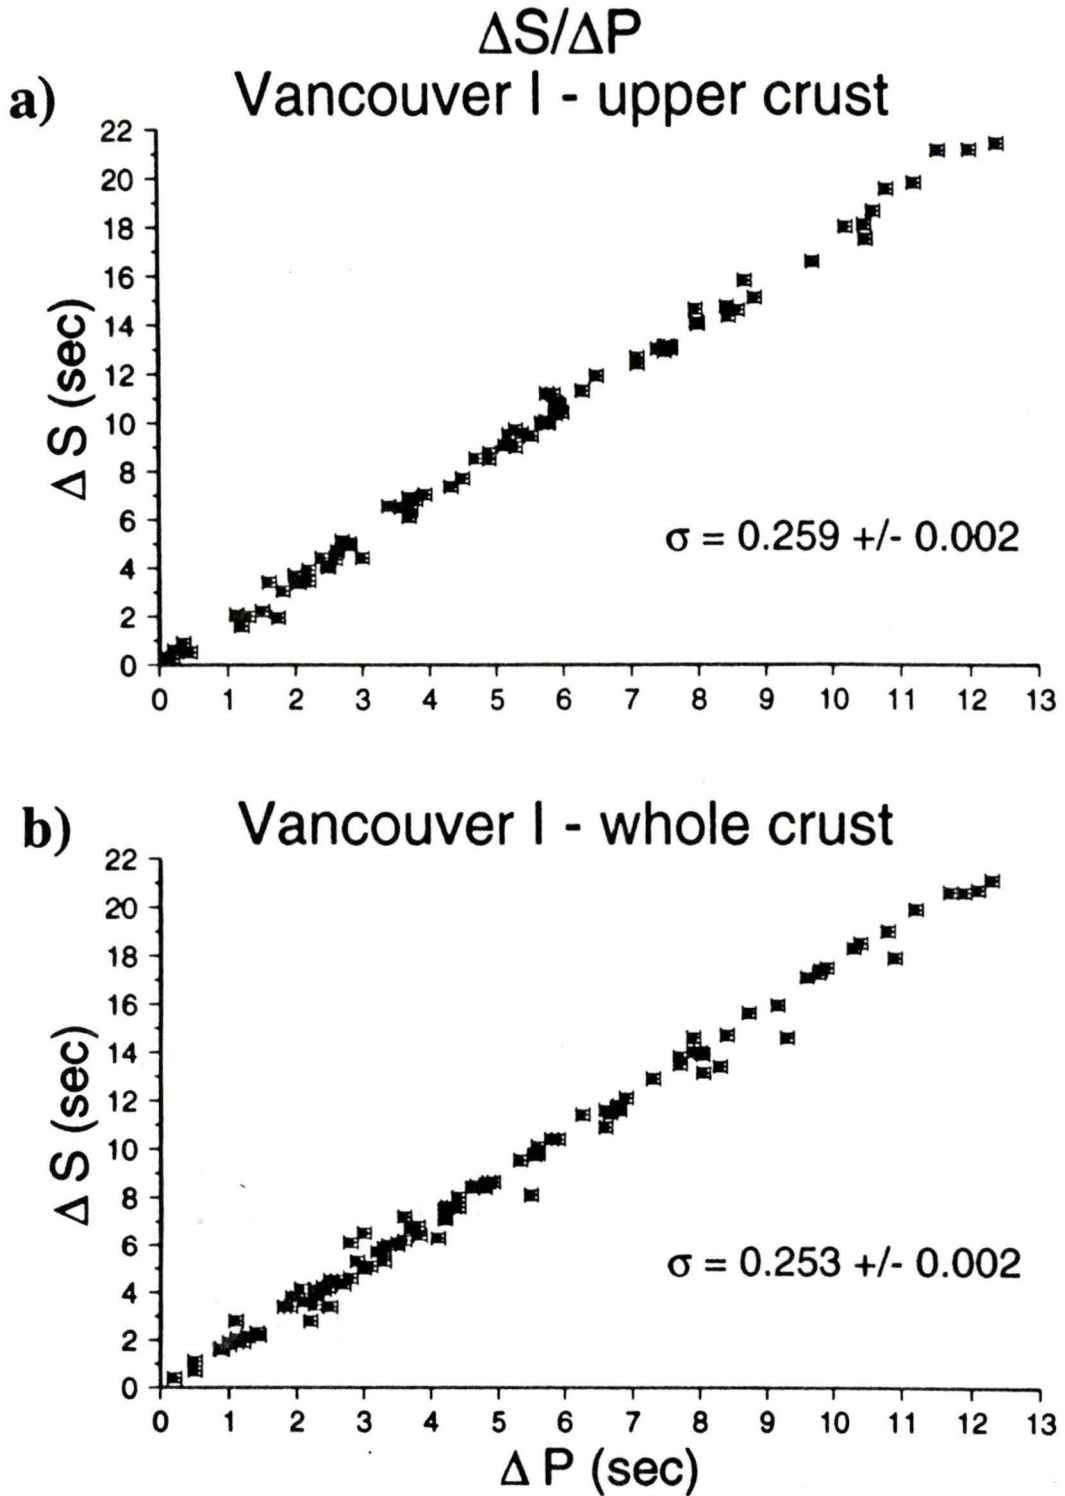 ΔS/ΔP
a) Vancouver I - upper crust
22
20
18
16
14
12
10
8
6
4
2
0
Δ S (sec)
σ = 0.259 +/- 0.002
0 1 2 3 4 5 6 7 8 9 10 11 12 13
b) Vancouver I - whole crust
22
20
18
16
14
12
10
8
6
4
2
0
Δ S (sec)
σ = 0.253 +/- 0.002
0 1 2 3 4 5 6 7 8 9 10 11 12 13
Δ P (sec)